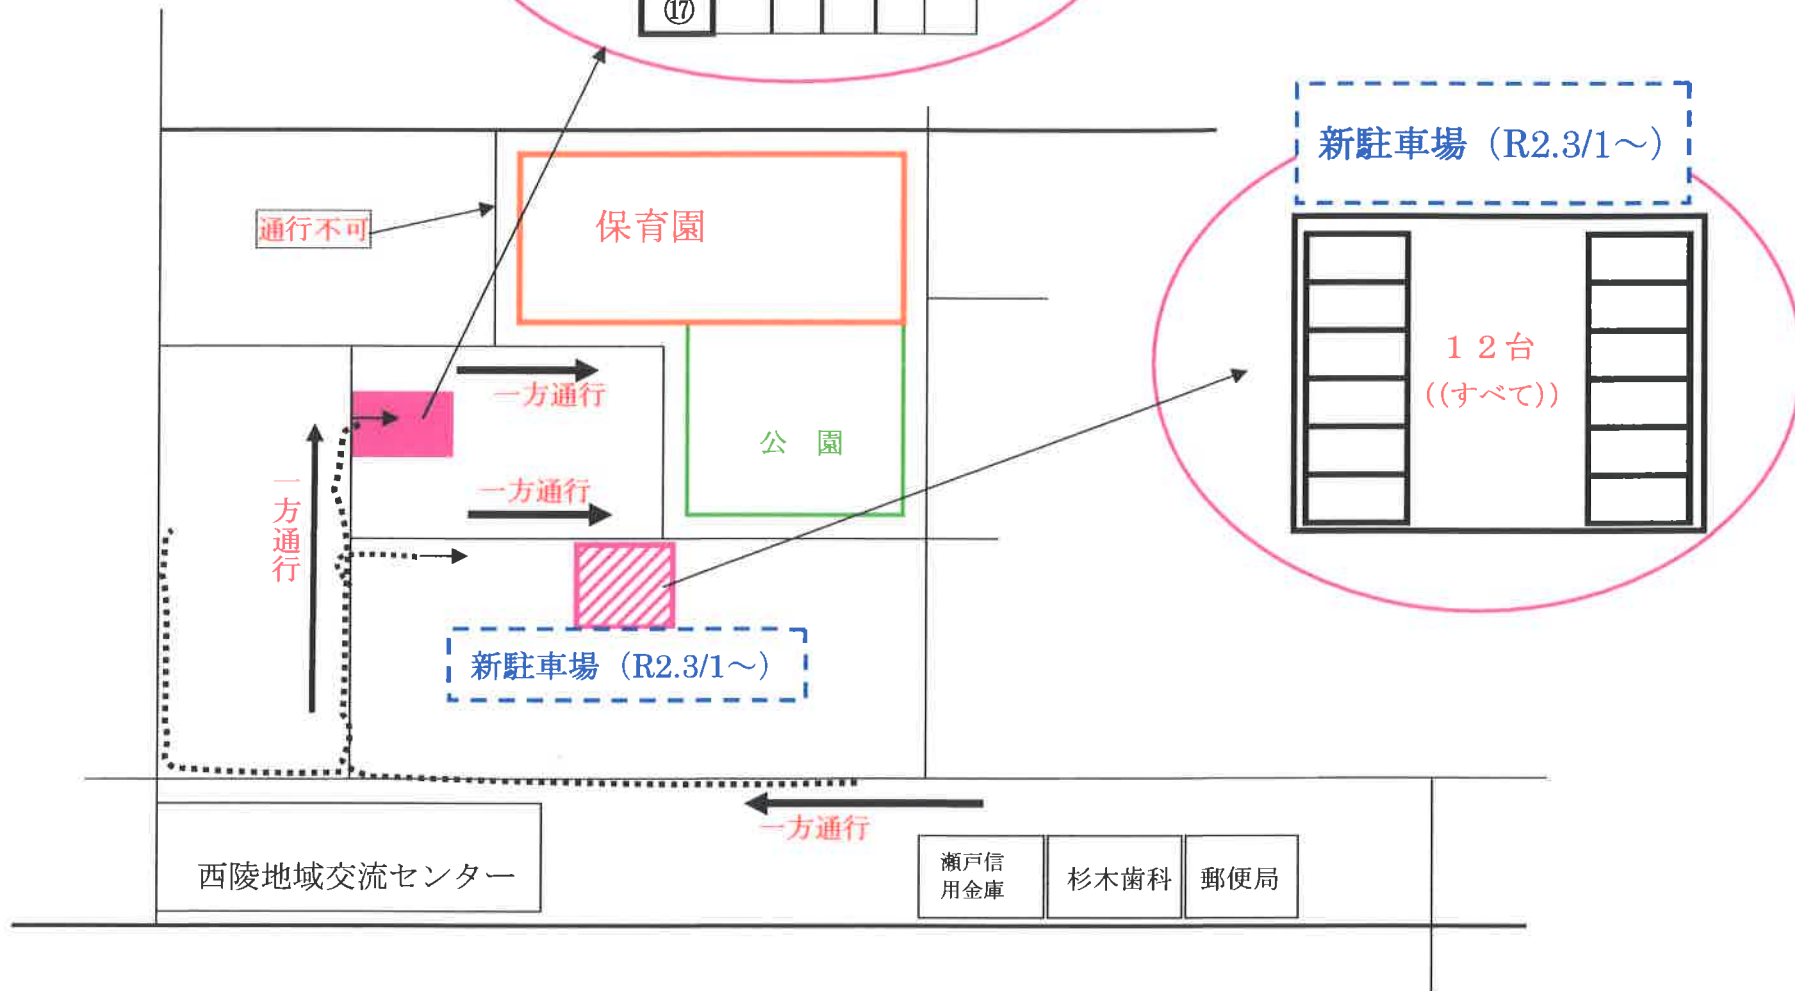 ⑰
新駐車場（R2.3/1～）
通行不可
保育園
１２台
((すべて))
一方通行
公　園
一方通行
一方通行
新駐車場（R2.3/1～）
一方通行
西陵地域交流センター
瀬戸信
用金庫
杉木歯科
郵便局